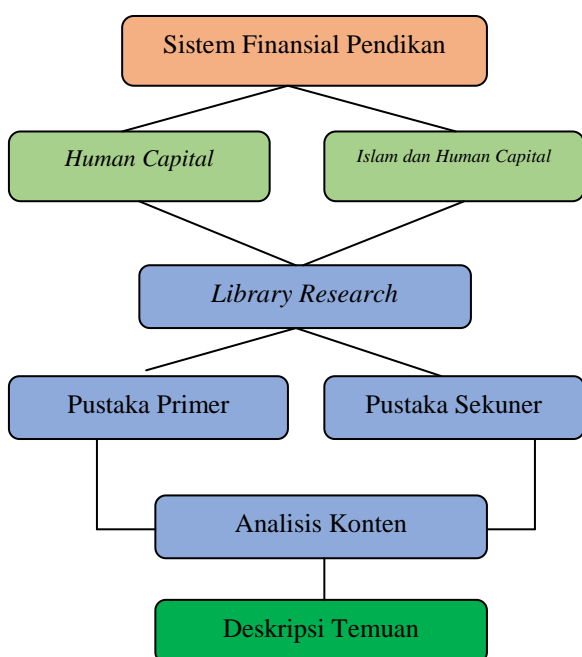 Sistem Finansial Pendikan
Human Capital
Islam dan Human Capital
Library Research
Pustaka Primer
Pustaka Sekuner
Analisis Konten
Deskripsi Temuan